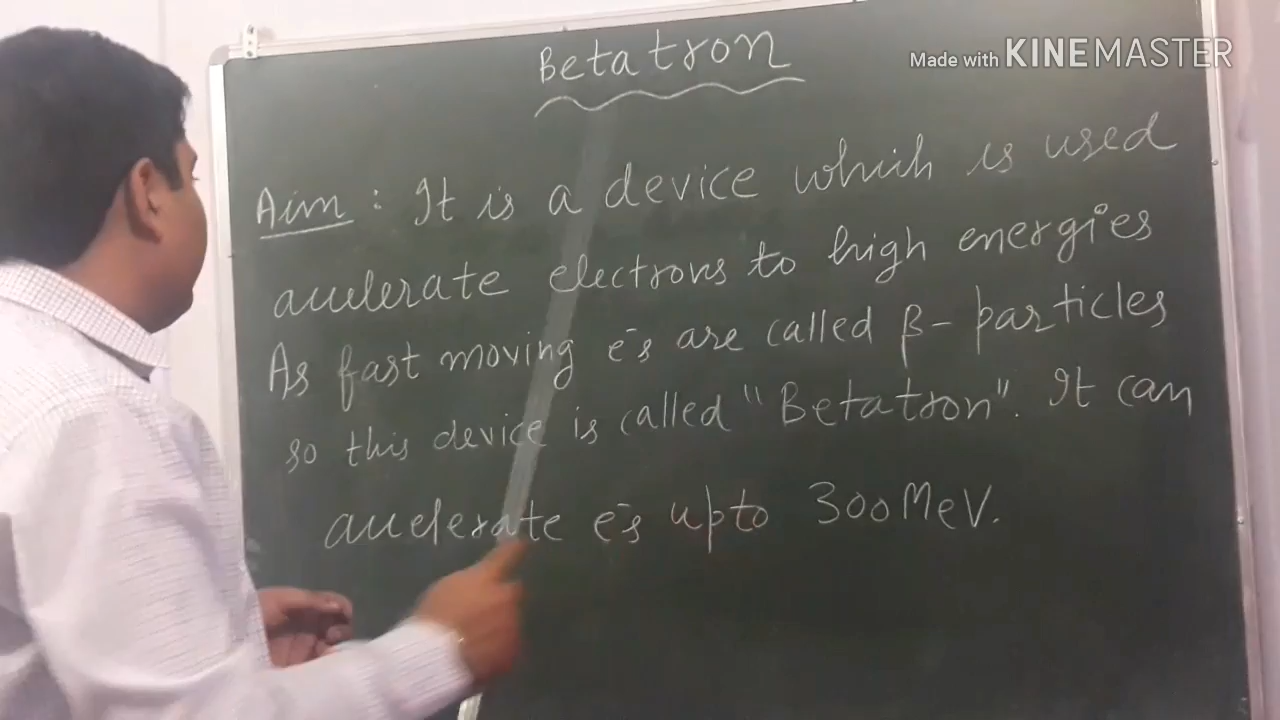 Betatron
Made with KINEMASTER
Aim : It is a device which is used
accelerate electrons to high energies
As fast moving e⁻s are called β- particles
so this device is called "Betatron". It can
accelerate e⁻s upto 300MeV.